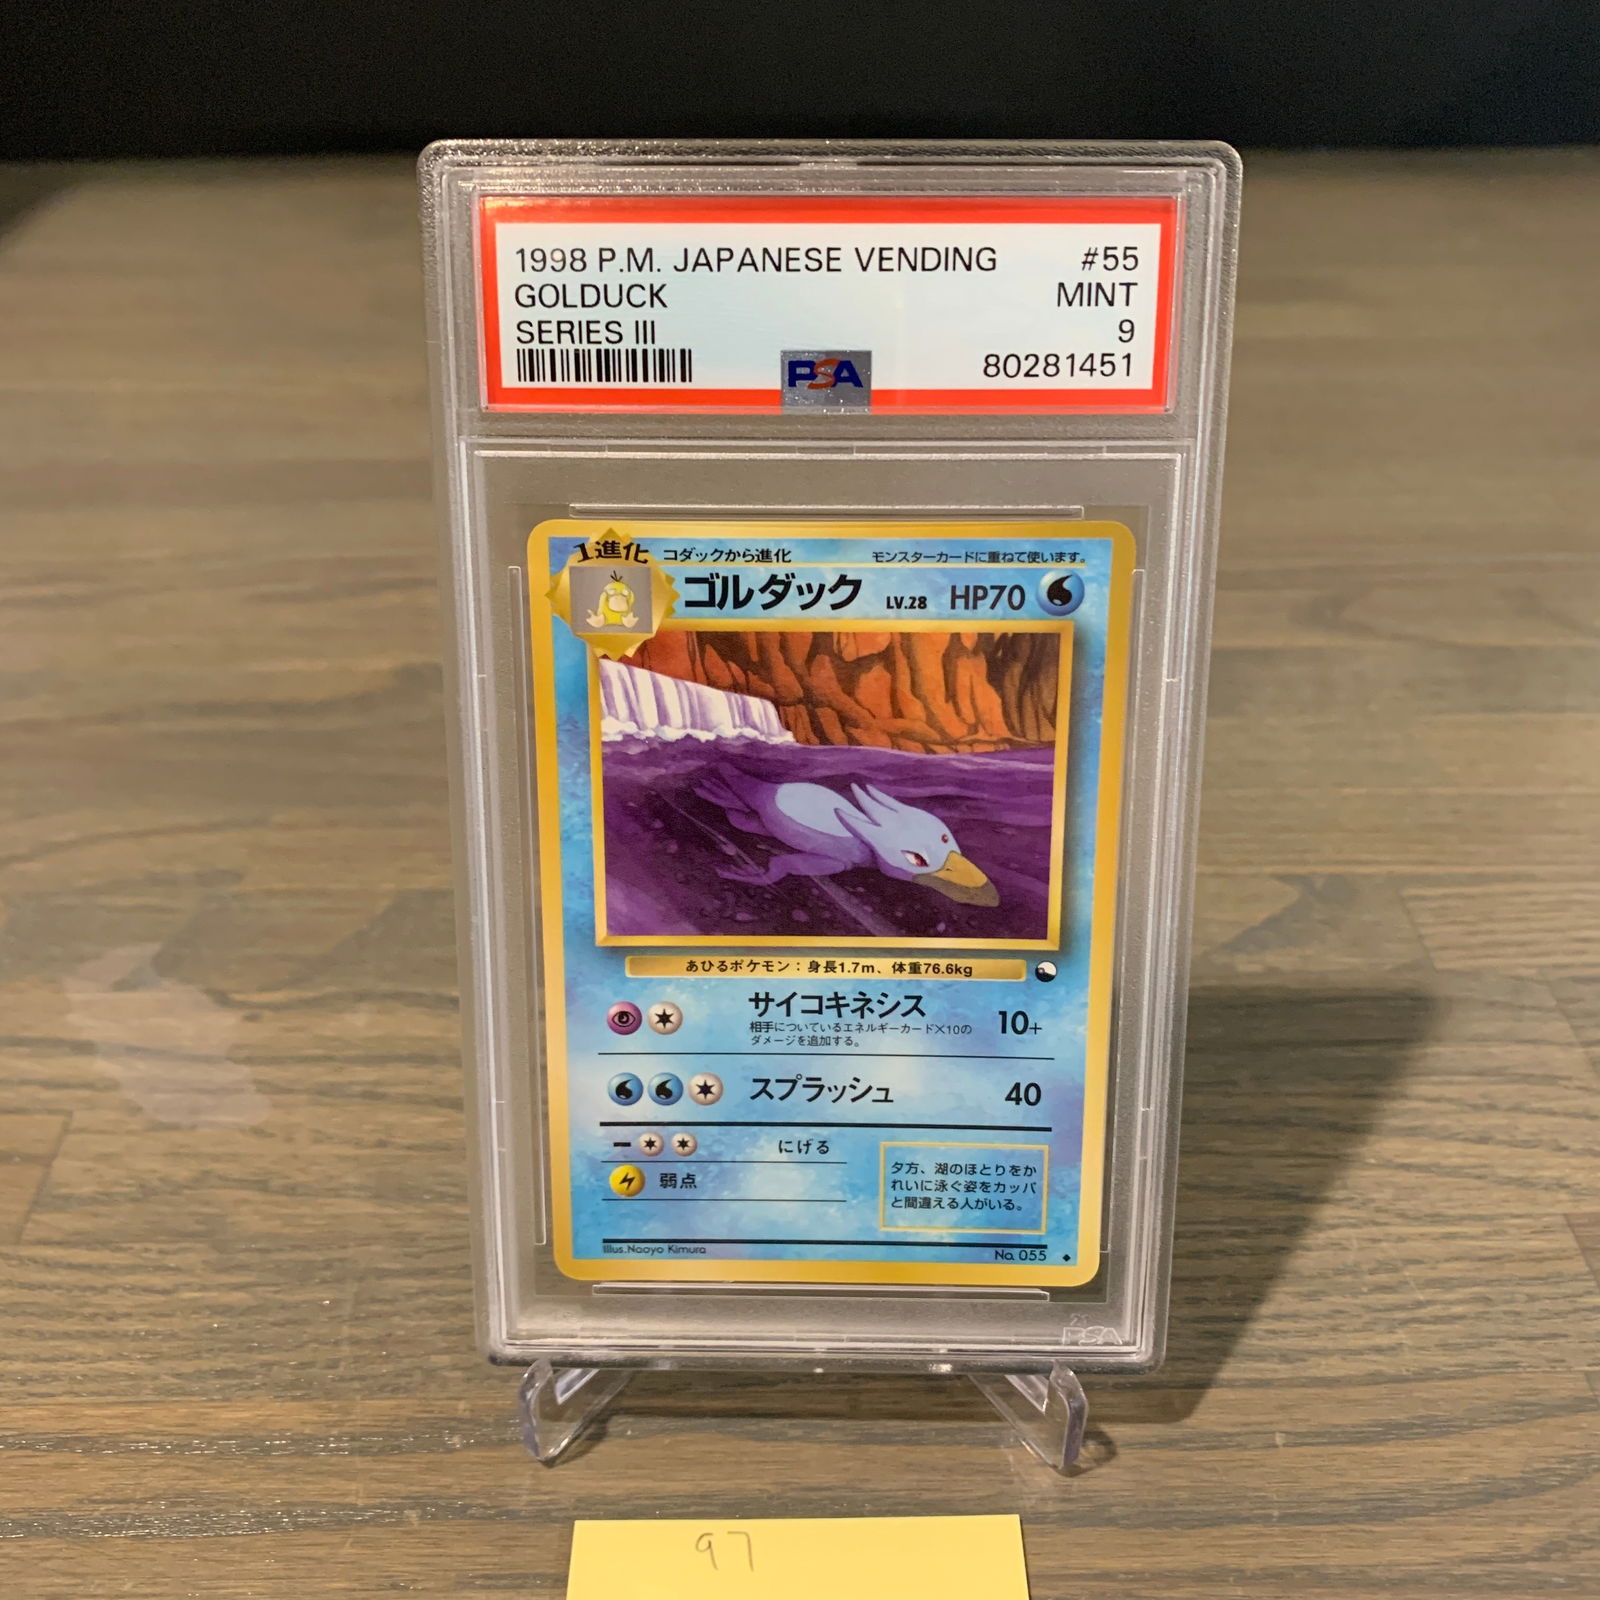 1998 P.M. JAPANESE VENDING #55
GOLDUCK MINT
SERIES III 9
PSA 80281451
1進化 コダックから進化 モンスターカードに重ねて使います。
ゴルダック LV.28 HP70
あひるポケモン：身長1.7m、体重76.6kg
サイコキネシス 10+
相手についているエネルギーカード×10の
ダメージを追加する。
スプラッシュ 40
にげる
弱点
夕方、湖のほとりをか
れいに泳ぐ姿をカッパ
と間違える人がいる。
Illus.Naoyo Kimura No. 055
PSA
97